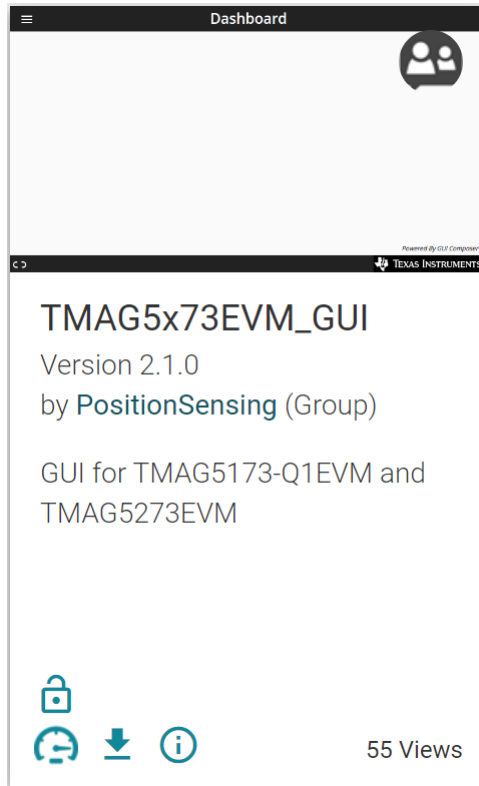 Dashboard
Powered By GUI Composer
TEXAS INSTRUMENTS
TMAG5x73EVM_GUI
Version 2.1.0
by PositionSensing (Group)
GUI for TMAG5173-Q1EVM and
TMAG5273EVM
55 Views